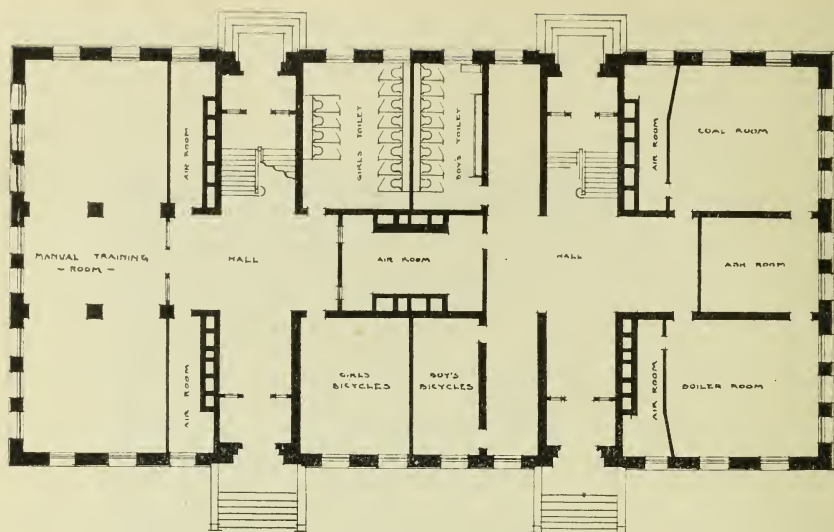 AIR ROOM
GIRLS TOILET
BOYS TOILET
AIR ROOM
COAL ROOM
MANUAL TRAINING
- ROOM -
HALL
AIR ROOM
HALL
ASH ROOM
AIR ROOM
GIRLS
BICYCLES
BOY'S
BICYCLES
AIR ROOM
BOILER ROOM